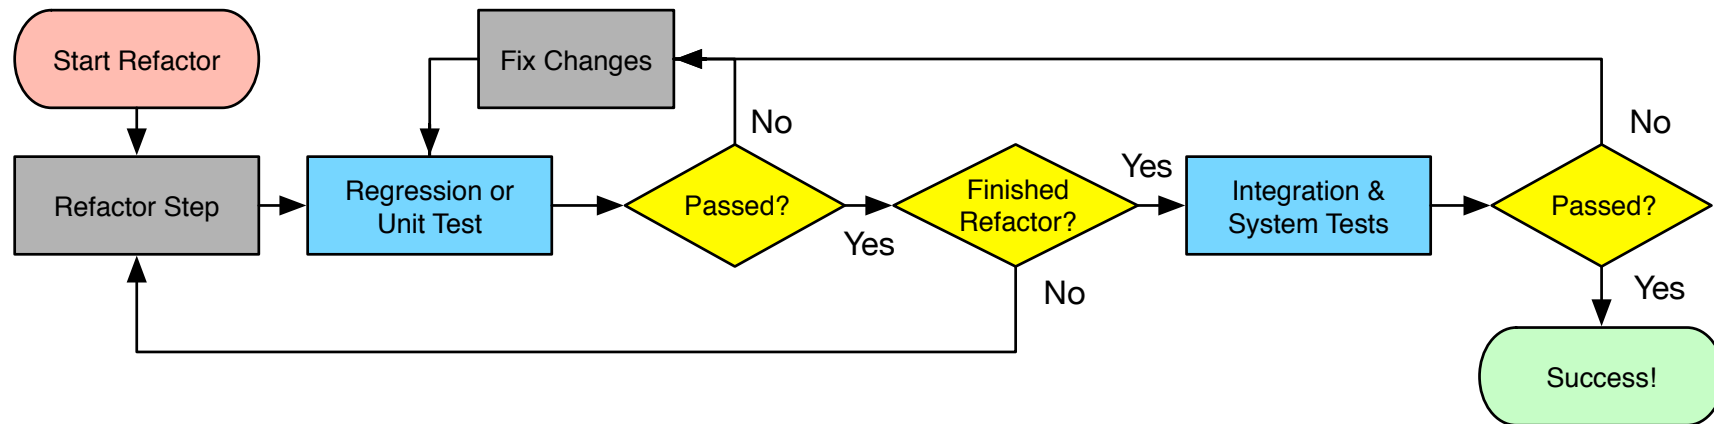 Start Refactor
Fix Changes
No
No
Refactor Step
Regression or
Unit Test
Passed?
Yes
Finished
Refactor?
Yes
Integration &
System Tests
Passed?
No
Yes
Success!